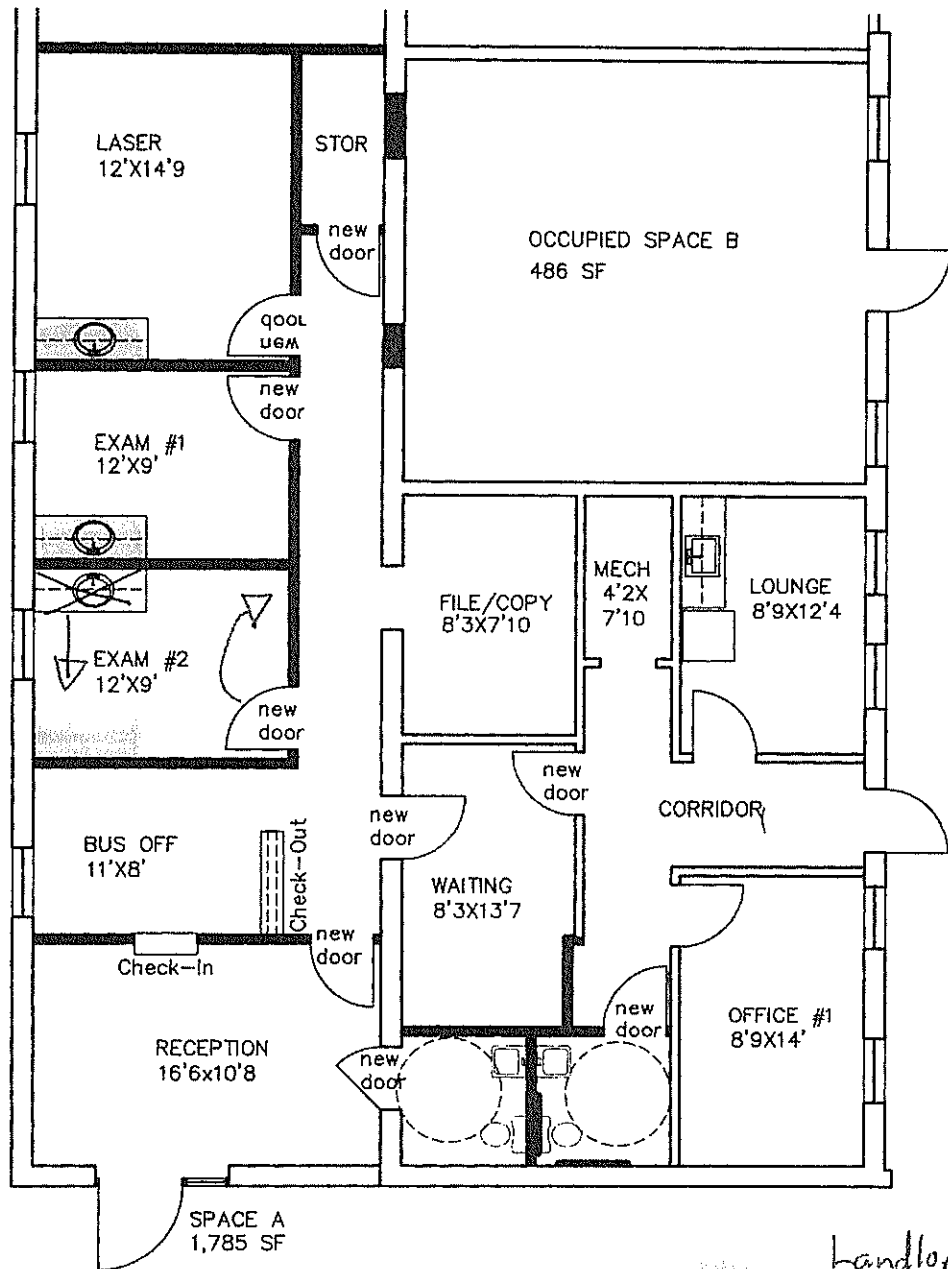 LASER
12'X14'9
STOR
new
door
OCCUPIED SPACE B
486 SF
new
door
new
door
EXAM #1
12'X9'
FILE/COPY
8'3X7'10
MECH
4'2X
7'10
LOUNGE
8'9X12'4
EXAM #2
12'X9'
new
door
new
door
new
door
CORRIDOR
BUS OFF
11'X8'
Check-Out
WAITING
8'3X13'7
new
door
Check-In
new
door
OFFICE #1
8'9X14'
RECEPTION
16'6x10'8
new
door
SPACE A
1,785 SF